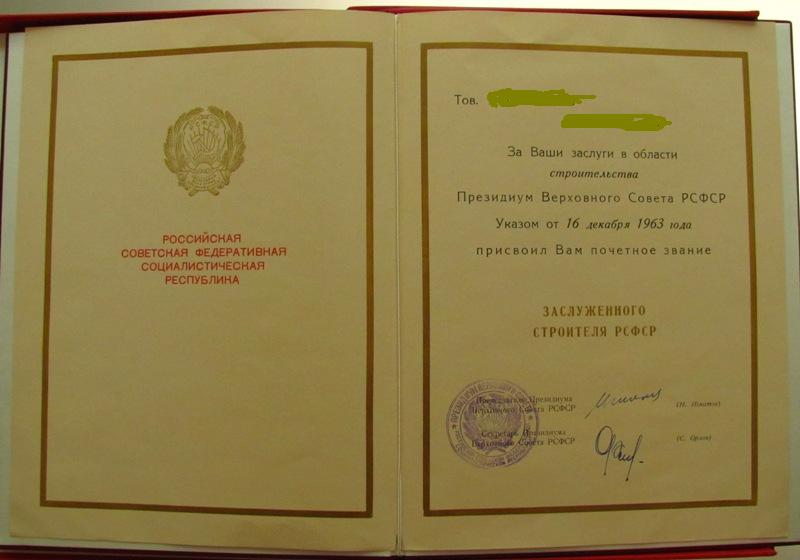 РОССИЙСКАЯ
СОВЕТСКАЯ ФЕДЕРАТИВНАЯ
СОЦИАЛИСТИЧЕСКАЯ
РЕСПУБЛИКА
Тов.
За Ваши заслуги в области
строительства
Президиум Верховного Совета РСФСР
Указом от 16 декабря 1963 года
присвоил Вам почетное звание
ЗАСЛУЖЕННОГО
СТРОИТЕЛЯ РСФСР
Председатель Президиума
Верховного Совета РСФСР
(Н. Игнатов)
Секретарь Президиума
Верховного Совета РСФСР
(С. Орлов)